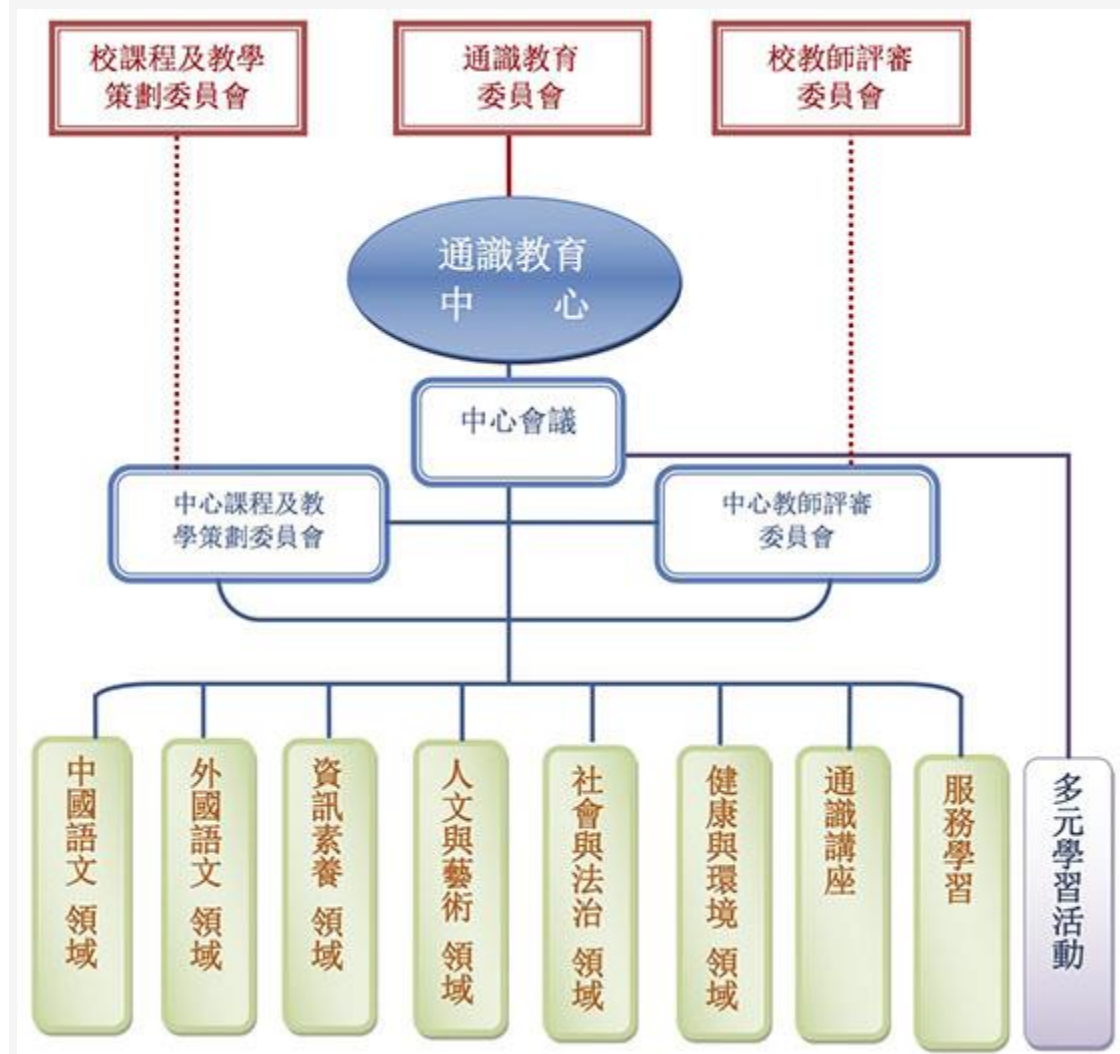 校課程及教學
策劃委員會
通識教育
委員會
校教師評審
委員會
通識教育
中 心
中心會議
中心課程及教
學策劃委員會
中心教師評審
委員會
中國語文 領域
外國語文 領域
資訊素養 領域
人文與藝術 領域
社會與法治 領域
健康與環境 領域
通識講座
服務學習
多元學習活動